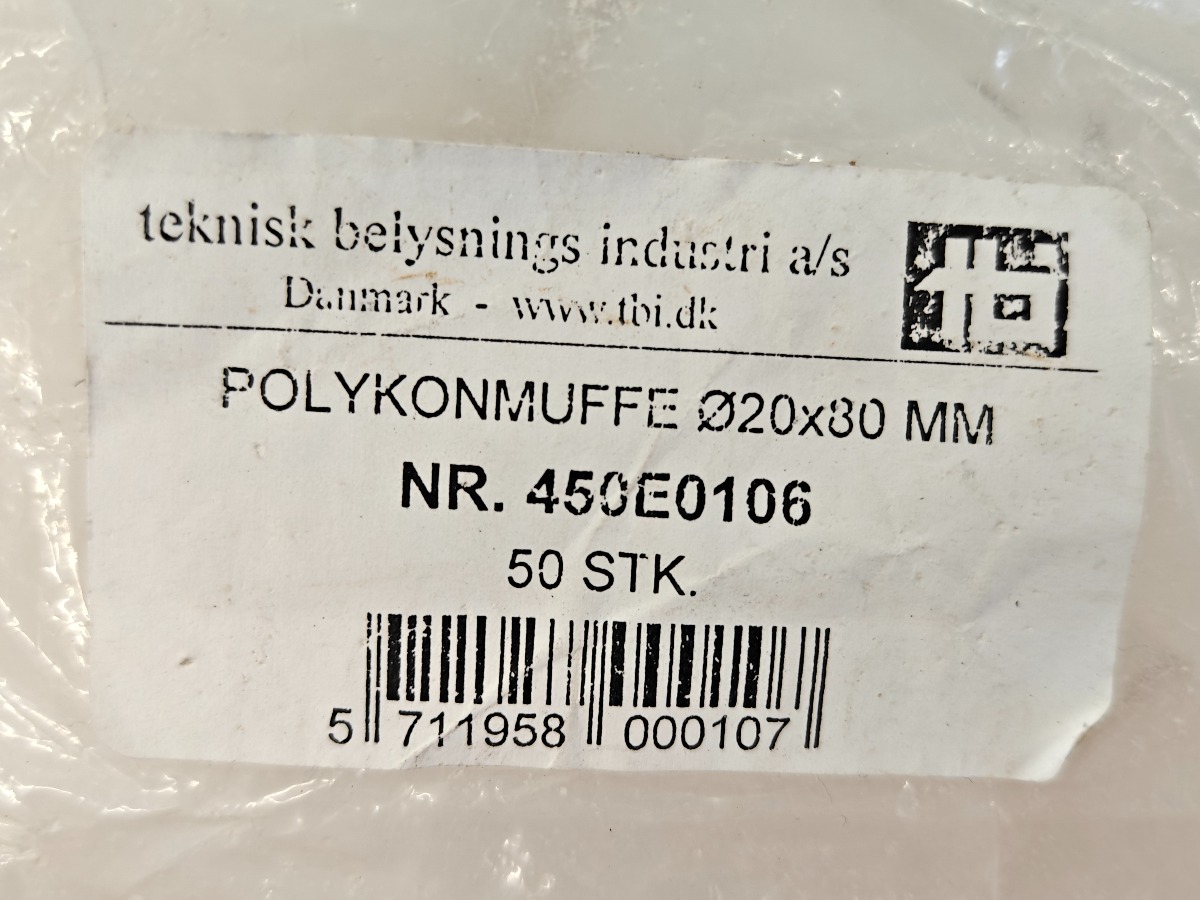 teknisk belysnings industri a/s
Danmark - www.tbi.dk
POLYKONMUFFE Ø20x80 MM
NR. 450E0106
50 STK.
5 711958 000107